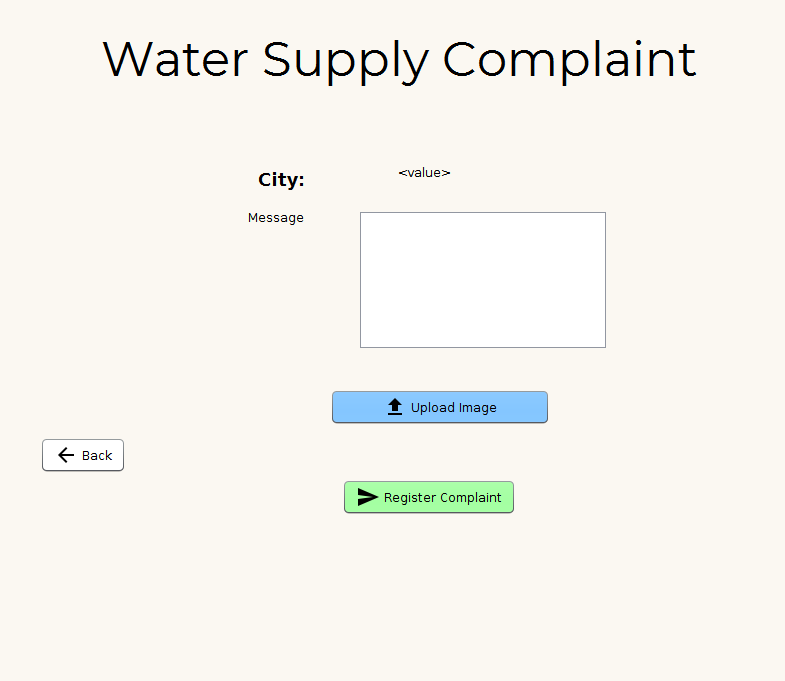 Water Supply Complaint
City:
<value>
Message
Upload Image
Back
Register Complaint